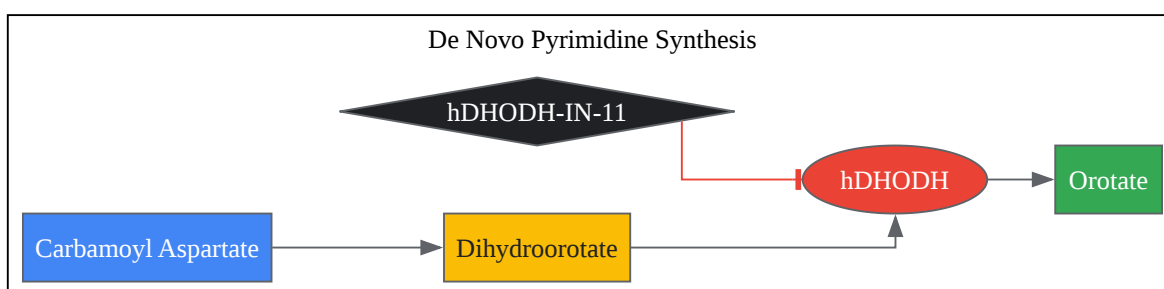 De Novo Pyrimidine Synthesis
hDHODH-IN-11
hDHODH
Orotate
Carbamoyl Aspartate
Dihydroorotate